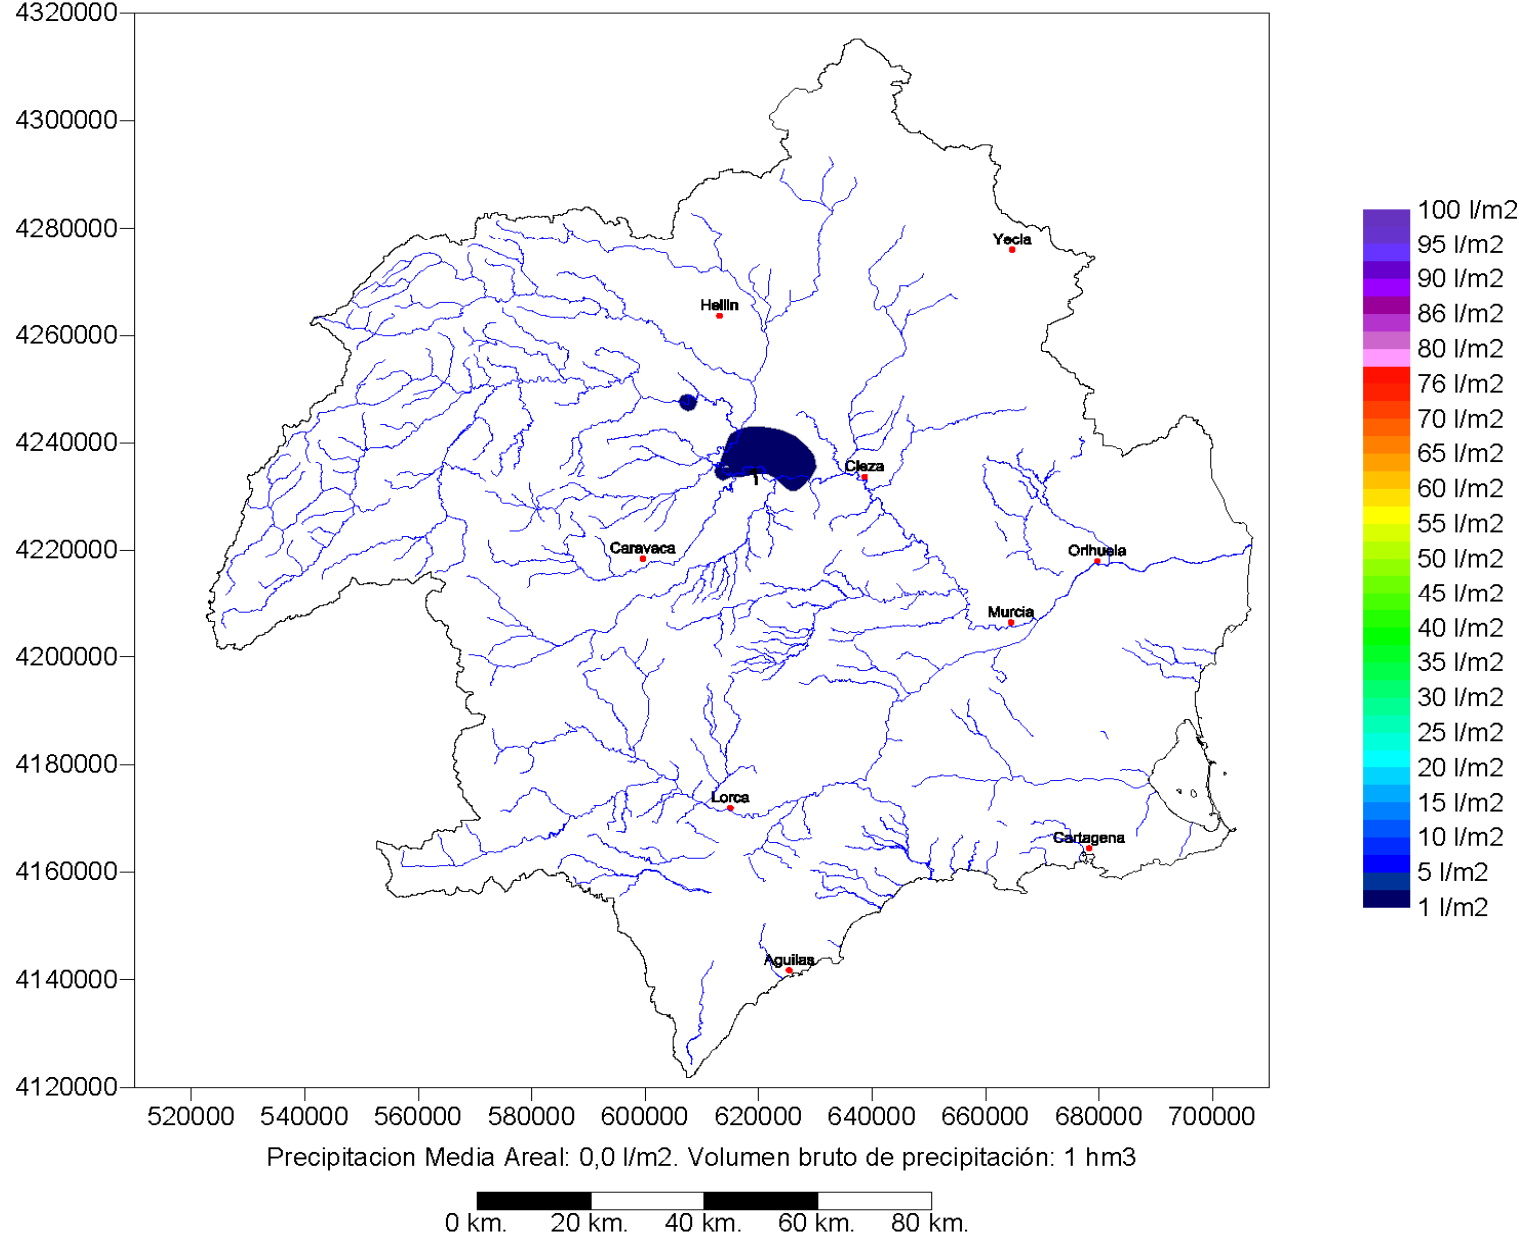 4320000
4300000
4280000
4260000
4240000
4220000
4200000
4180000
4160000
4140000
4120000
520000 540000 560000 580000 600000 620000 640000 660000 680000 700000
Yecla
Hellin
Cieza
Caravaca
Orihuela
Murcia
Lorca
Cartagena
Aguilas
1
100 l/m2
95 l/m2
90 l/m2
86 l/m2
80 l/m2
76 l/m2
70 l/m2
65 l/m2
60 l/m2
55 l/m2
50 l/m2
45 l/m2
40 l/m2
35 l/m2
30 l/m2
25 l/m2
20 l/m2
15 l/m2
10 l/m2
5 l/m2
1 l/m2
Precipitacion Media Areal: 0,0 l/m2. Volumen bruto de precipitación: 1 hm3
0 km. 20 km. 40 km. 60 km. 80 km.